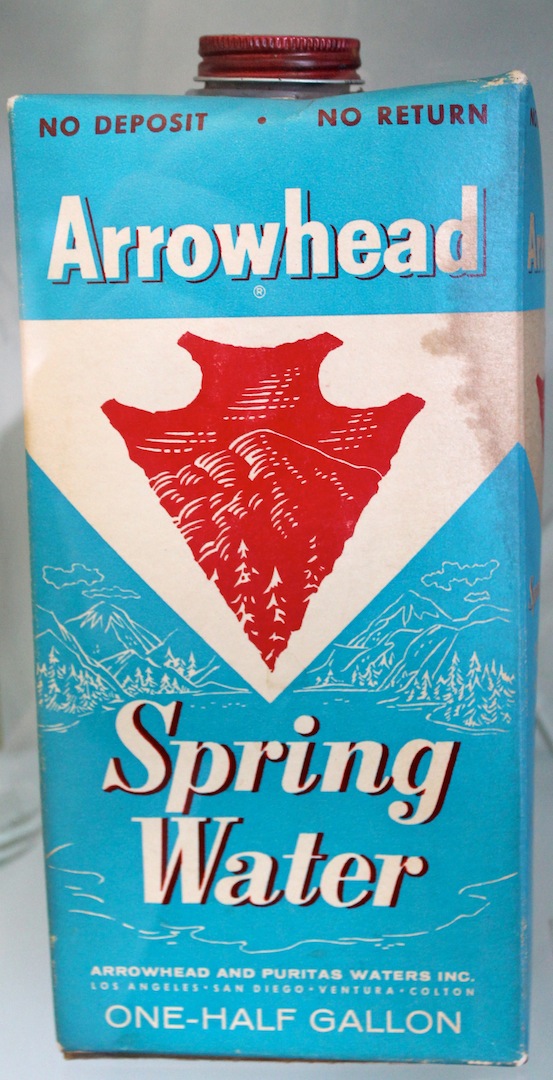 NO DEPOSIT • NO RETURN
Arrowhead
®
Spring
Water
ARROWHEAD AND PURITAS WATERS INC.
LOS ANGELES • SAN DIEGO • VENTURA • COLTON
ONE-HALF GALLON